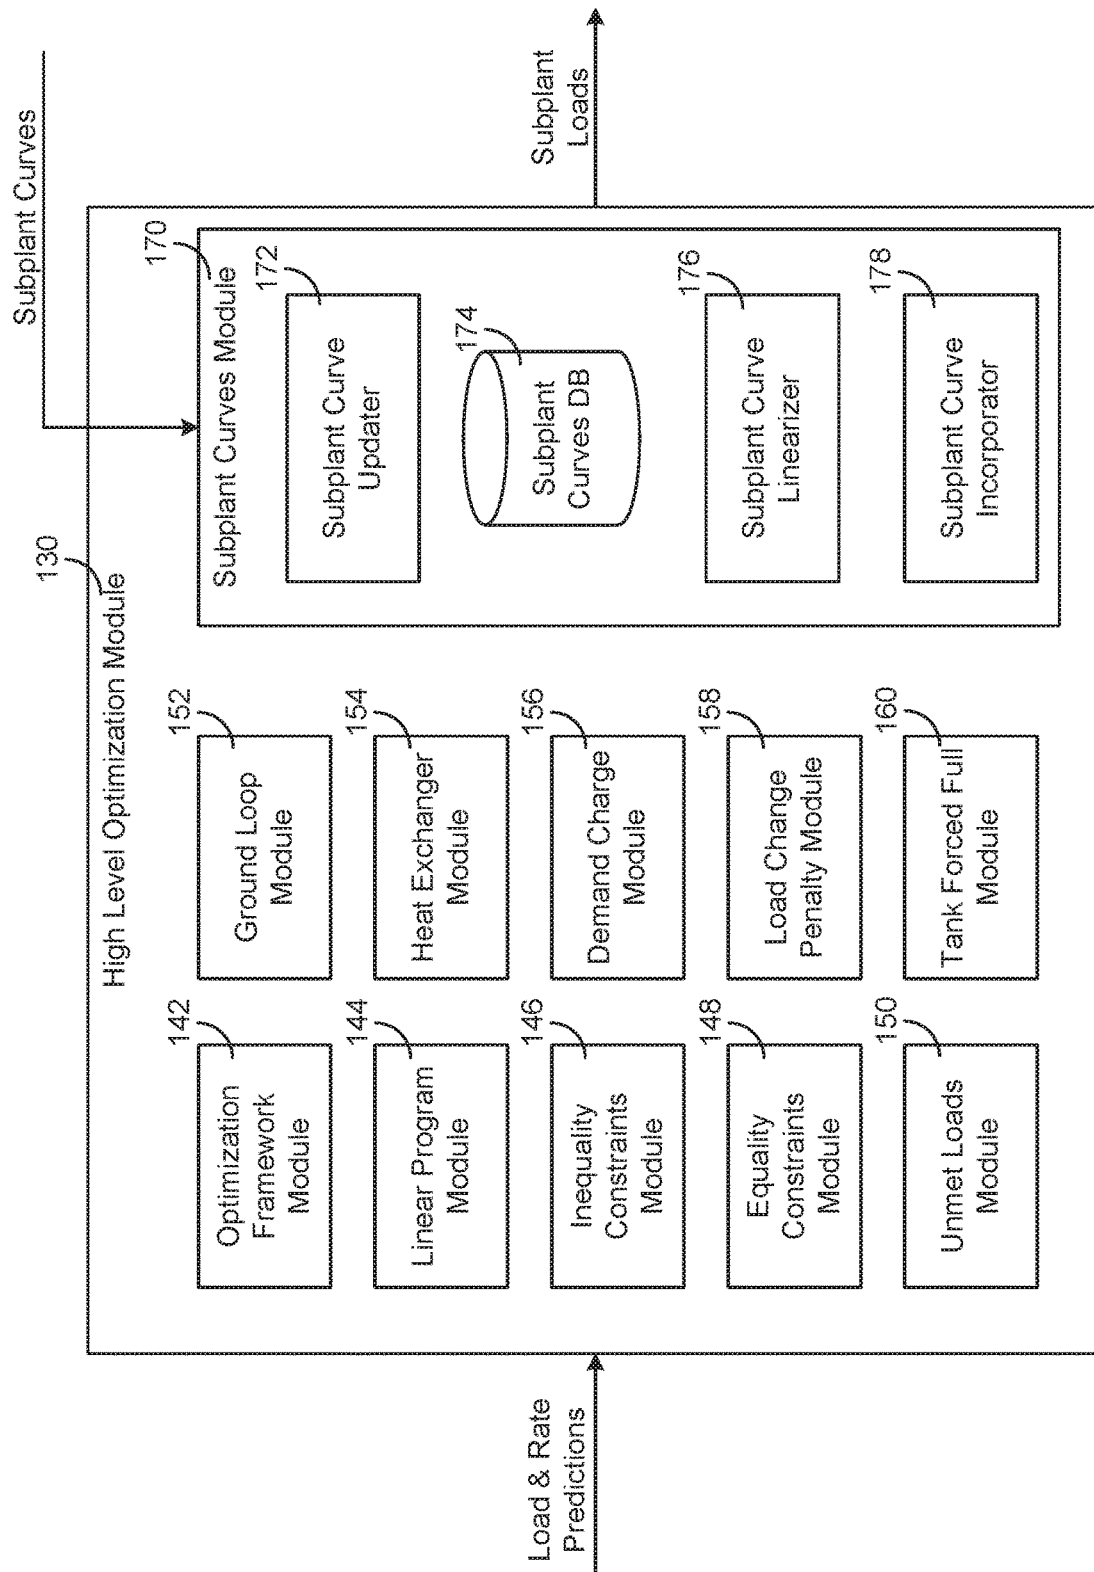 Subplant Curves
High Level Optimization Module
130
Load & Rate
Predictions
Optimization
Framework
Module
142
Linear Program
Module
144
Inequality
Constraints
Module
146
Equality
Constraints
Module
148
Unmet Loads
Module
150
Ground Loop
Module
152
Heat Exchanger
Module
154
Demand Charge
Module
156
Load Change
Penalty Module
158
Tank Forced Full
Module
160
Subplant Curves Module
170
Subplant Curve
Updater
172
Subplant
Curves DB
174
Subplant Curve
Linearizer
176
Subplant Curve
Incorporator
178
Subplant
Loads